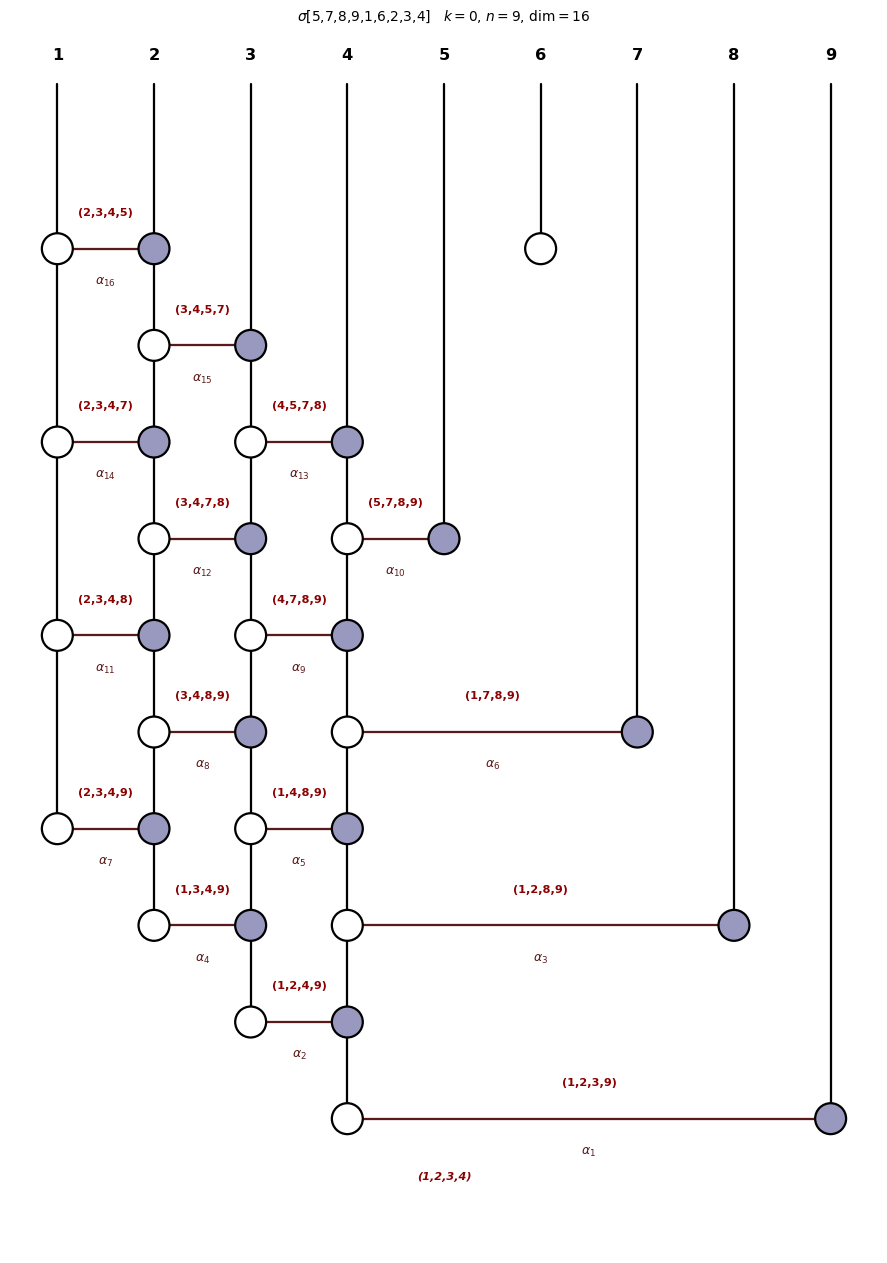 σ[5,7,8,9,1,6,2,3,4]   k = 0, n = 9, dim = 16
1 2 3 4 5 6 7 8 9
(2,3,4,5)
α₁₆
(3,4,5,7)
α₁₅
(2,3,4,7) (4,5,7,8)
α₁₄ α₁₃
(3,4,7,8) (5,7,8,9)
α₁₂ α₁₀
(2,3,4,8) (4,7,8,9)
α₁₁ α₉
(3,4,8,9) (1,7,8,9)
α₈ α₆
(2,3,4,9) (1,4,8,9)
α₇ α₅
(1,3,4,9) (1,2,8,9)
α₄ α₃
(1,2,4,9)
α₂
(1,2,3,9)
α₁
(1,2,3,4)